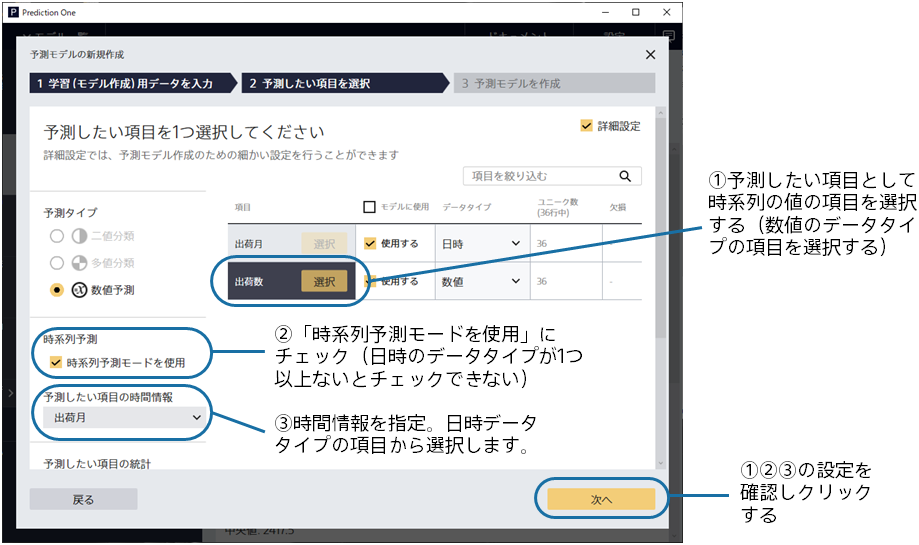 Prediction One
予測モデルの新規作成
1 学習(モデル作成)用データを入力
2 予測したい項目を選択
3 予測モデルを作成
予測したい項目を1つ選択してください
詳細設定
詳細設定では、予測モデル作成のための細かい設定を行うことができます
項目を絞り込む
予測タイプ
二値分類
多値分類
数値予測
項目 モデルに使用 データタイプ ユニーク数 欠損
(36行中)
出荷月 選択 使用する 日時 36
出荷数 選択 使用する 数値 36 -
時系列予測
時系列予測モードを使用
予測したい項目の時間情報
出荷月
予測したい項目の統計
戻る
次へ
中央値: 2417.5
①予測したい項目として
時系列の値の項目を選択
する（数値のデータタイ
プの項目を選択する）
②「時系列予測モードを使用」に
チェック（日時のデータタイプが1つ
以上ないとチェックできない）
③時間情報を指定。日時データ
タイプの項目から選択します。
①②③の設定を
確認しクリック
する